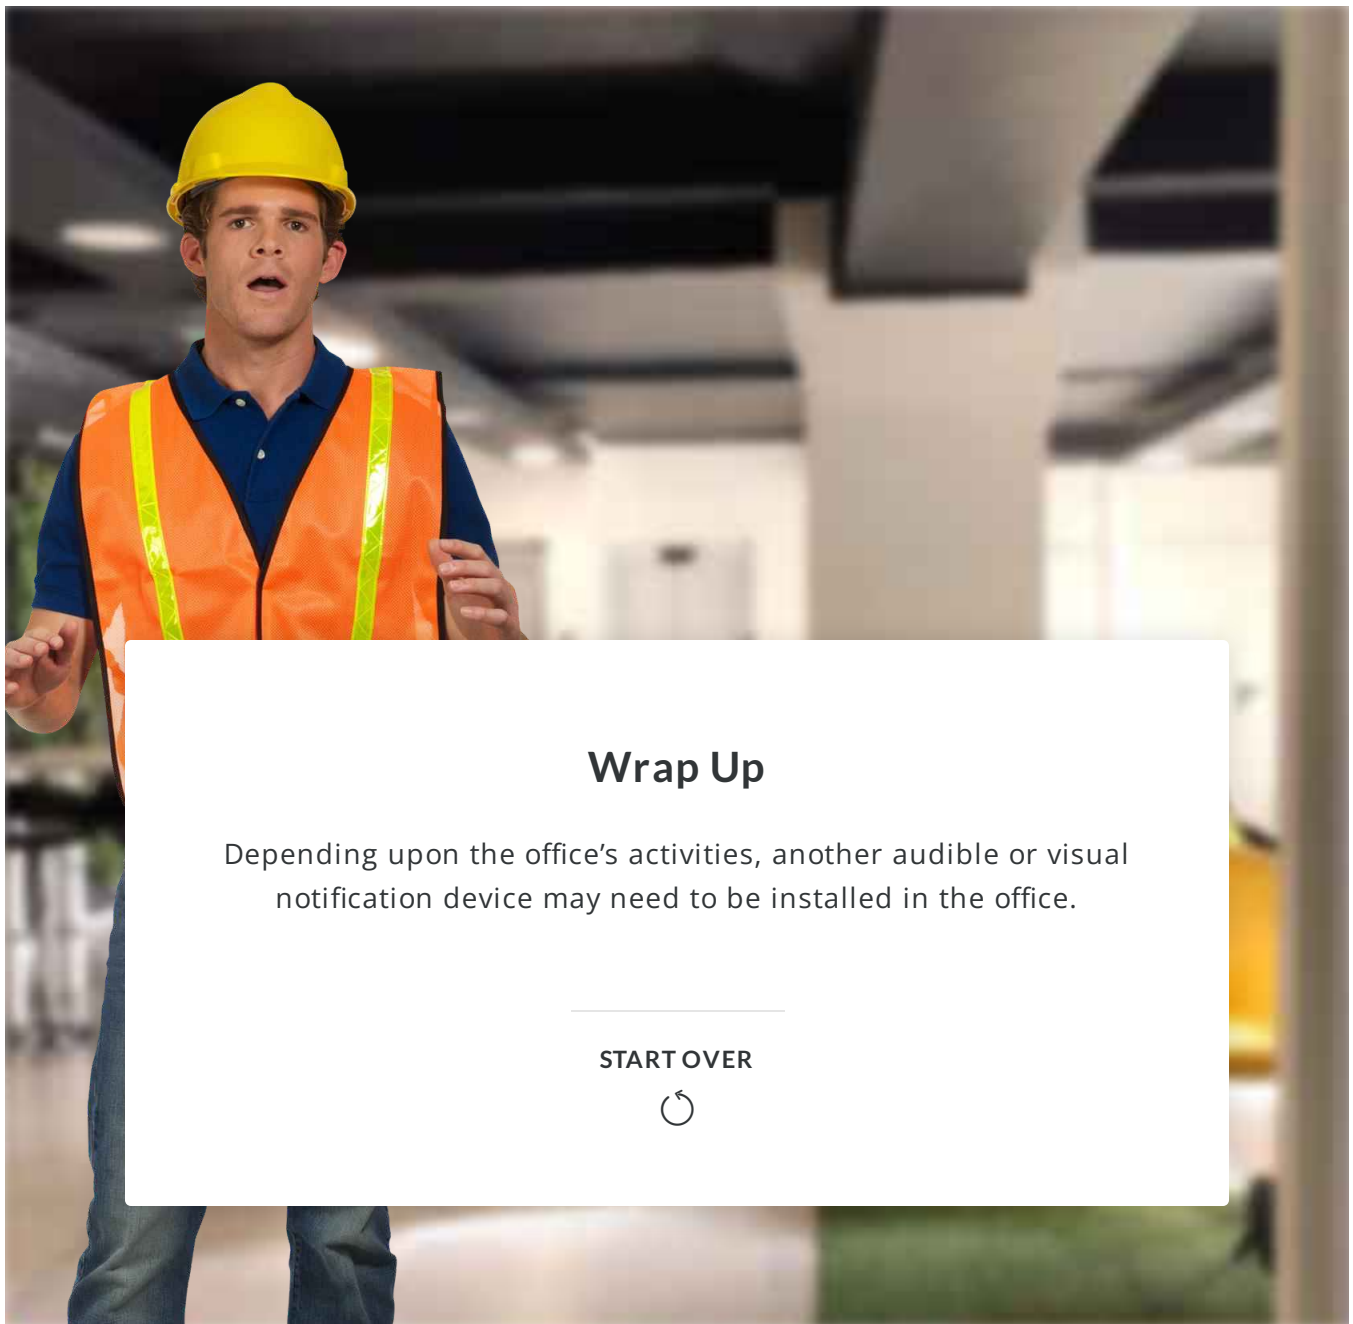 Wrap Up
Depending upon the office’s activities, another audible or visual
notification device may need to be installed in the office.
START OVER